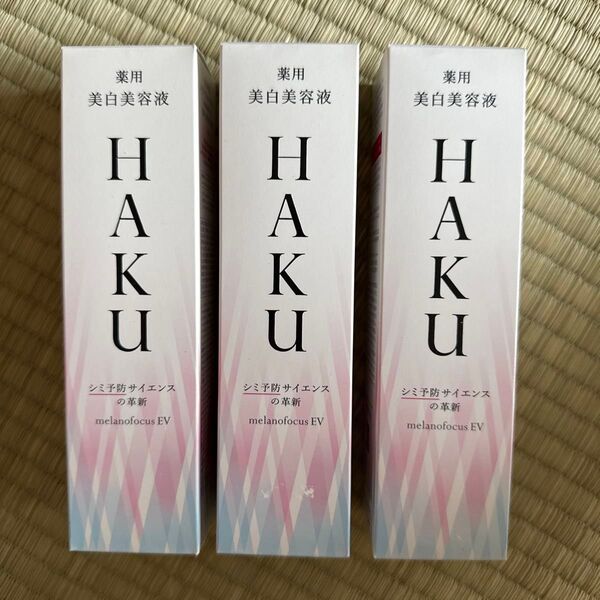 薬用
美白美容液
HAKU
シミ予防サイエンス
の革新
melanofocus EV
薬用
美白美容液
HAKU
シミ予防サイエンス
の革新
melanofocus EV
薬用
美白美容液
HAKU
シミ予防サイエンス
の革新
melanofocus EV